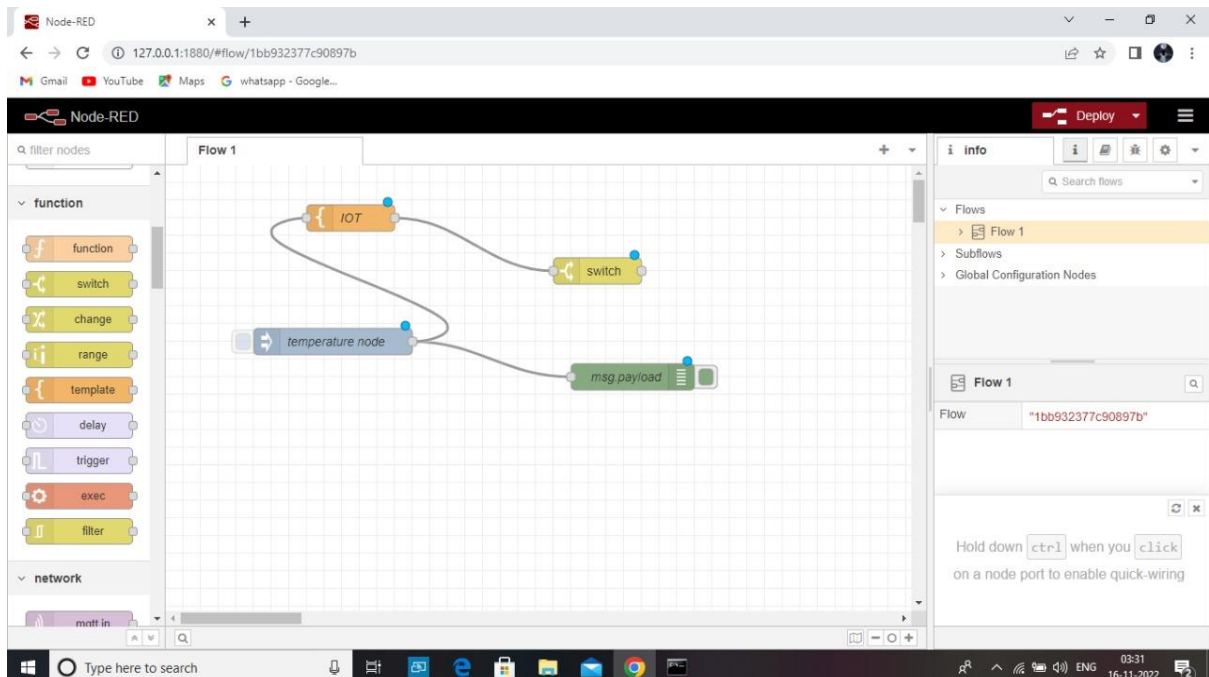 Node-RED
127.0.0.1:1880/#flow/1bb932377c90897b
Gmail YouTube Maps whatsapp - Google...
Node-RED
Deploy
filter nodes
Flow 1
i info
i
Search flows
function
function
switch
change
range
template
delay
trigger
exec
filter
network
mqtt in
IOT
switch
temperature node
msg.payload
Flows
Flow 1
Subflows
Global Configuration Nodes
Flow 1
Flow "1bb932377c90897b"
Hold down ctrl when you click
on a node port to enable quick-wiring
Type here to search
ENG
03:31
16-11-2022
2